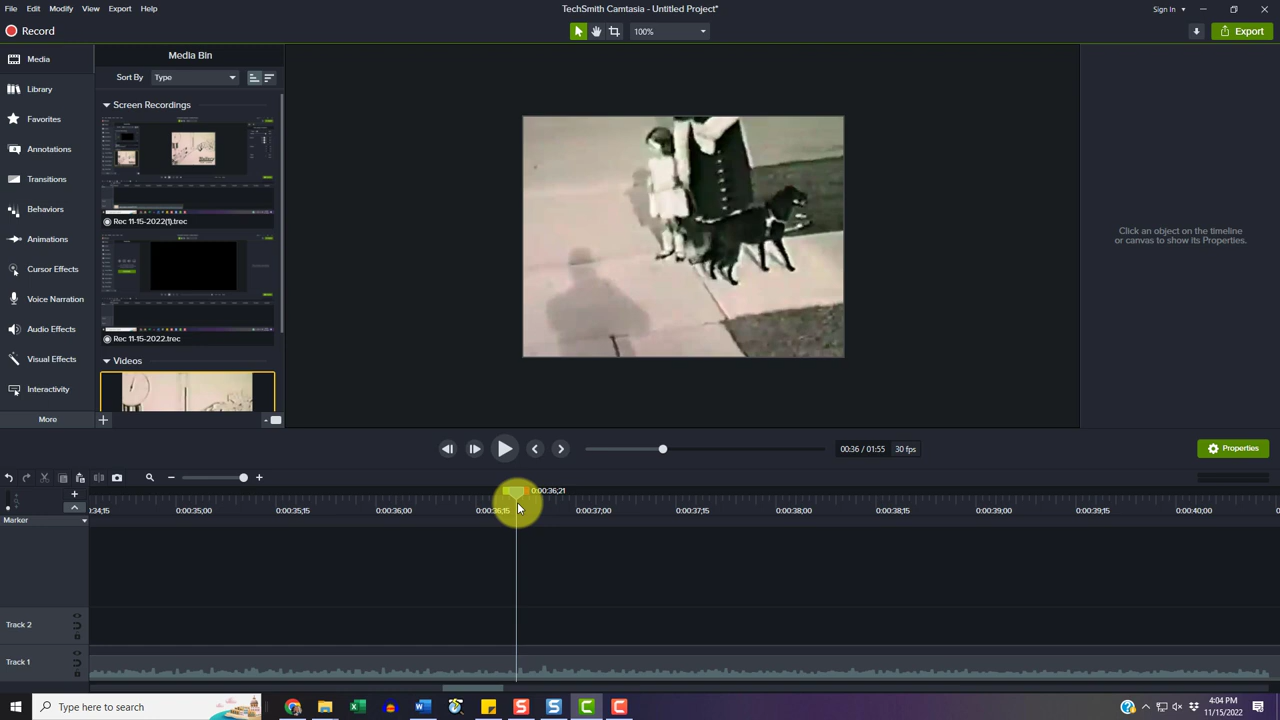 File Edit Modify View Export Help TechSmith Camtasia - Untitled Project* Sign In
Record 100% Export
Media
Library
Favorites
Annotations
Transitions
Behaviors
Animations
Cursor Effects
Voice Narration
Audio Effects
Visual Effects
Interactivity
More
Media Bin
Sort By Type
Screen Recordings
Rec 11-15-2022(1).trec
Rec 11-15-2022.trec
Videos
Click an object on the timeline
or canvas to show its Properties.
00:36 / 01:55 30 fps Properties
0:00:36;21
0:00:35;00 0:00:35;15 0:00:36;00 0:00:36;15 0:00:37;00 0:00:37;15 0:00:38;00 0:00:38;15 0:00:39;00 0:00:39;15 0:00:40;00
Marker
Track 2
Track 1
Type here to search
4:04 PM
11/15/2022